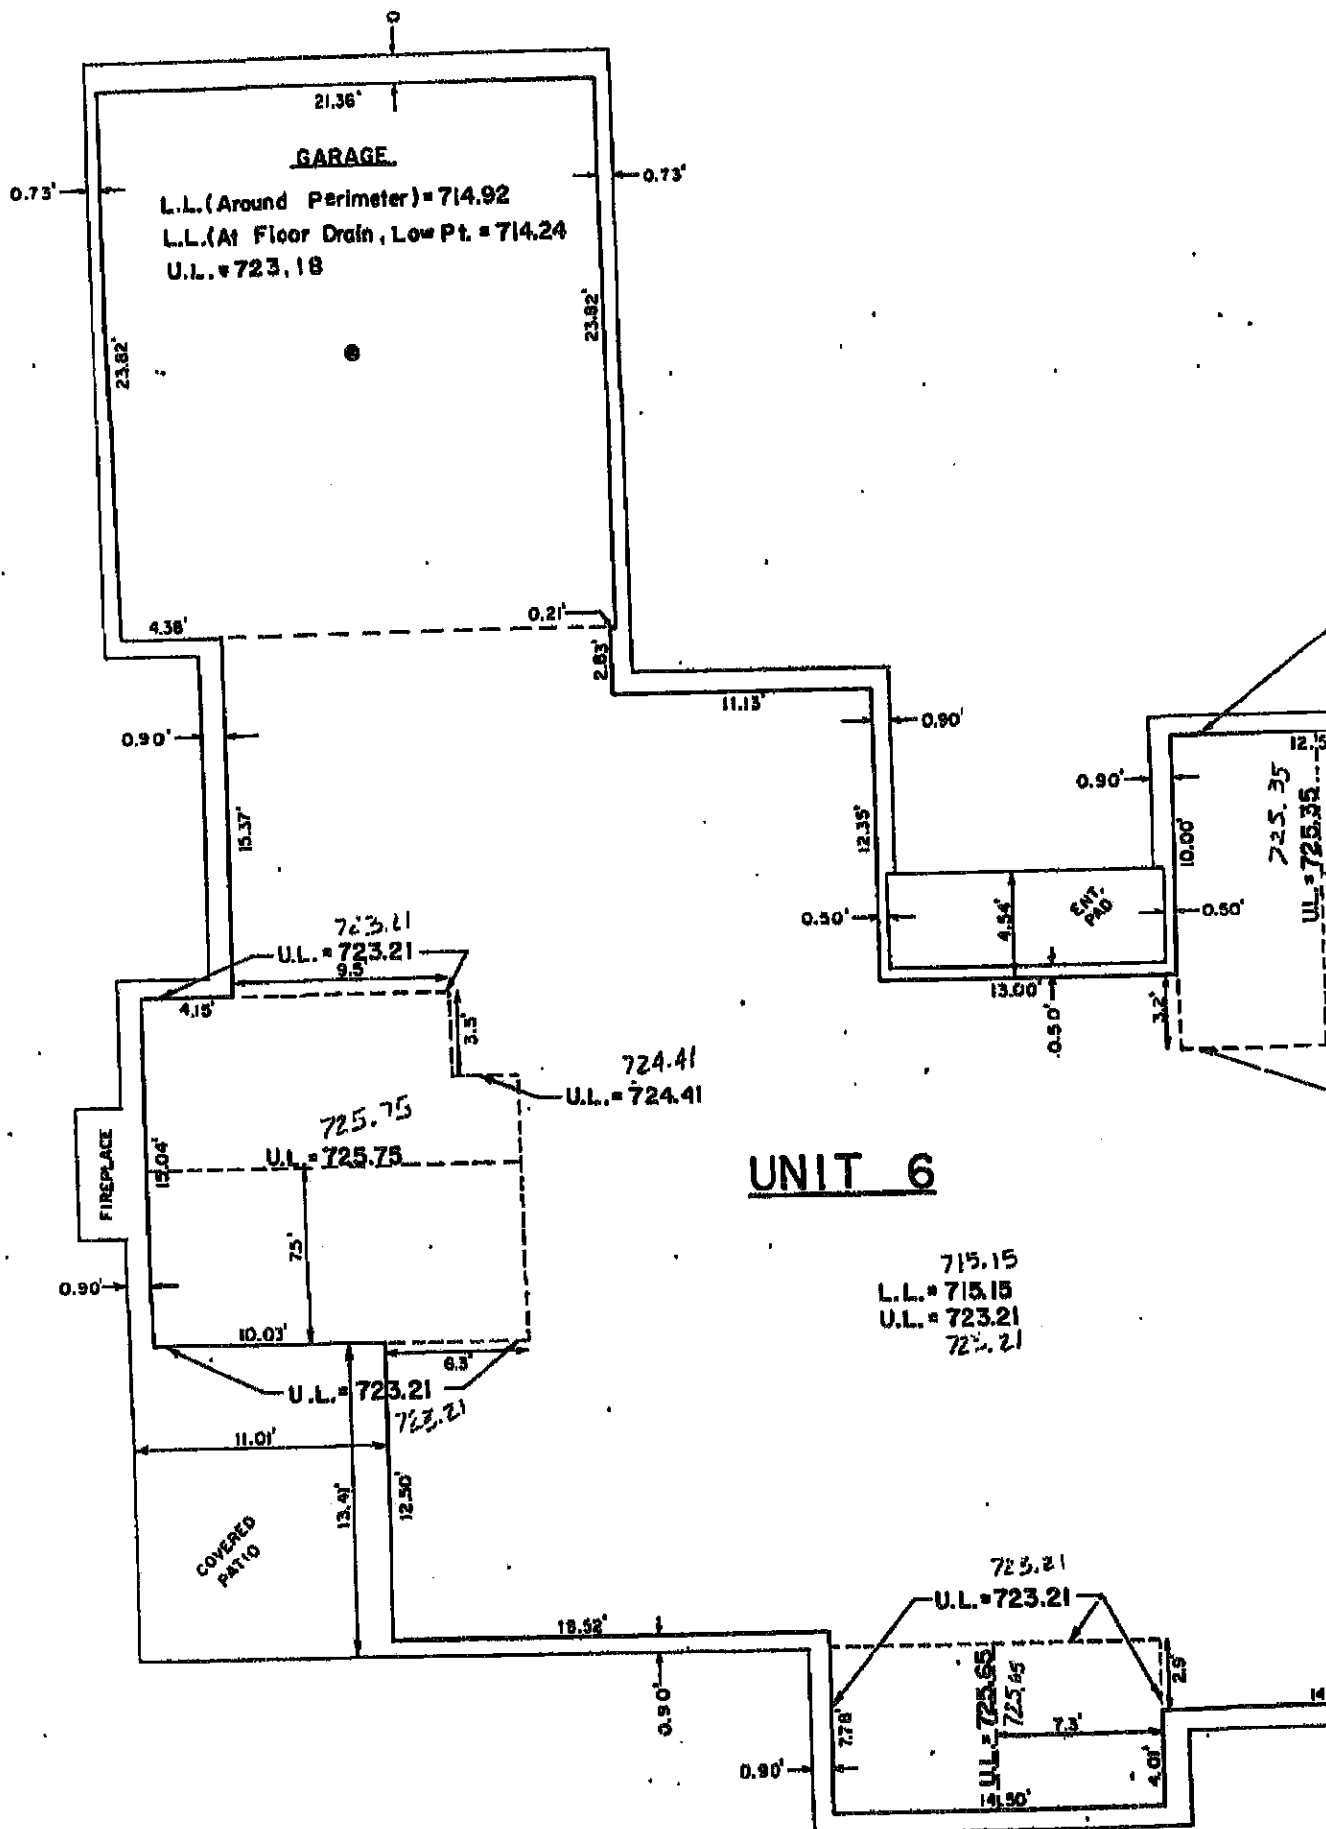 0
21.36'
GARAGE
0.73'
0.73'
L.L.(Around Perimeter)=714.92
L.L.(At Floor Drain, Low Pt. = 714.24
U.L.=723.18
23.82'
23.82'
4.38'
0.21'
2.83'
11.13'
0.90'
0.90'
12.15
0.90'
15.37'
12.35'
10.00'
725.35
U.L.=725.35
ENT.
PAD
4.54'
0.50'
0.50'
723.21
U.L.=723.21
9.5'
4.15'
3.5'
13.00'
0.50'
3.2'
724.41
U.L.=724.41
725.75
U.L.=725.75
FIREPLACE
15.04'
7.5'
UNIT 6
715.15
L.L.=715.15
U.L.=723.21
723.21
0.90'
10.03'
6.3'
U.L.=723.21
723.21
11.01'
13.41'
12.50'
COVERED
PATIO
18.52'
0.90'
723.21
U.L.=723.21
U.L.=725.65
725.65
2.9'
14
7.78'
7.3'
4.01'
0.90'
14.50'